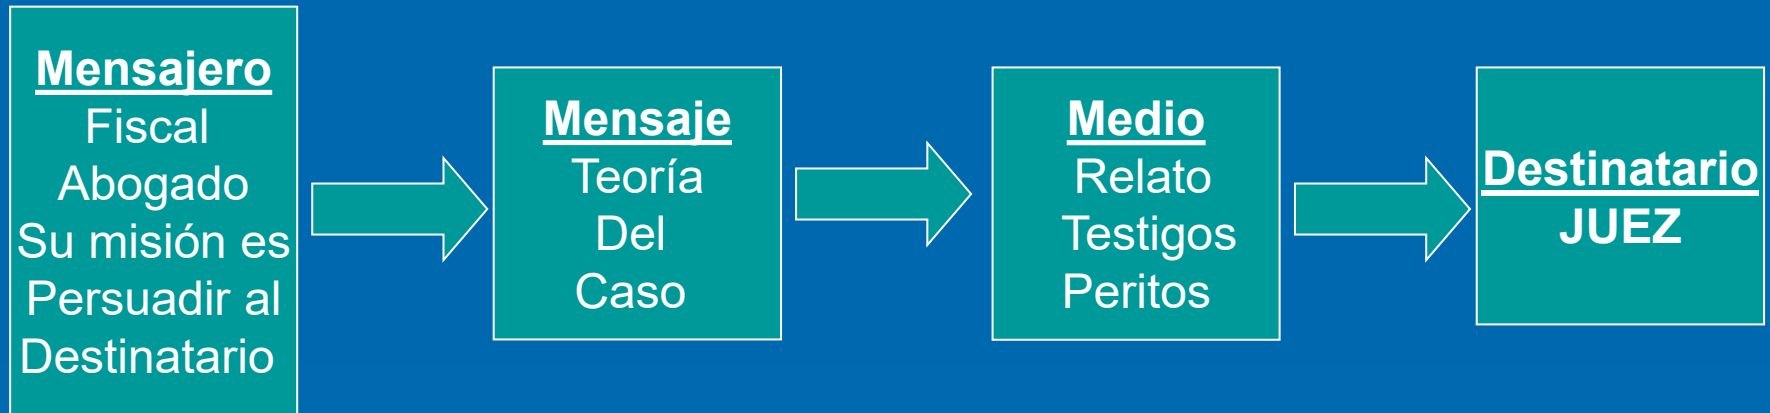 Mensajero
Fiscal
Abogado
Su misión es
Persuadir al
Destinatario
Mensaje
Teoría
Del
Caso
Medio
Relato
Testigos
Peritos
Destinatario
JUEZ